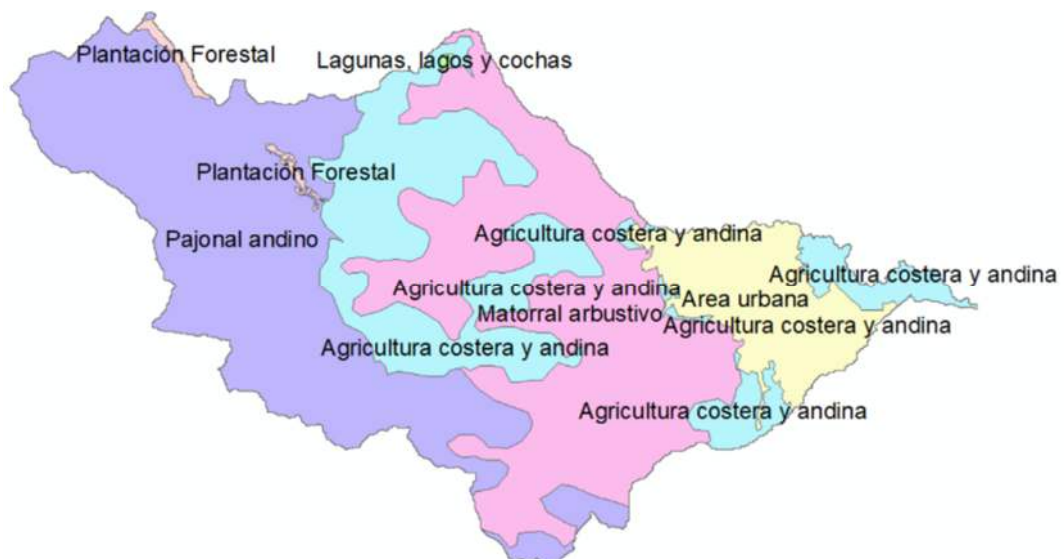 Plantación Forestal
Lagunas, lagos y cochas
Plantación Forestal
Pajonal andino
Agricultura costera y andina
Agricultura costera y andina
Agricultura costera y andina
Area urbana
Matorral arbustivo
Agricultura costera y andina
Agricultura costera y andina
Agricultura costera y andina